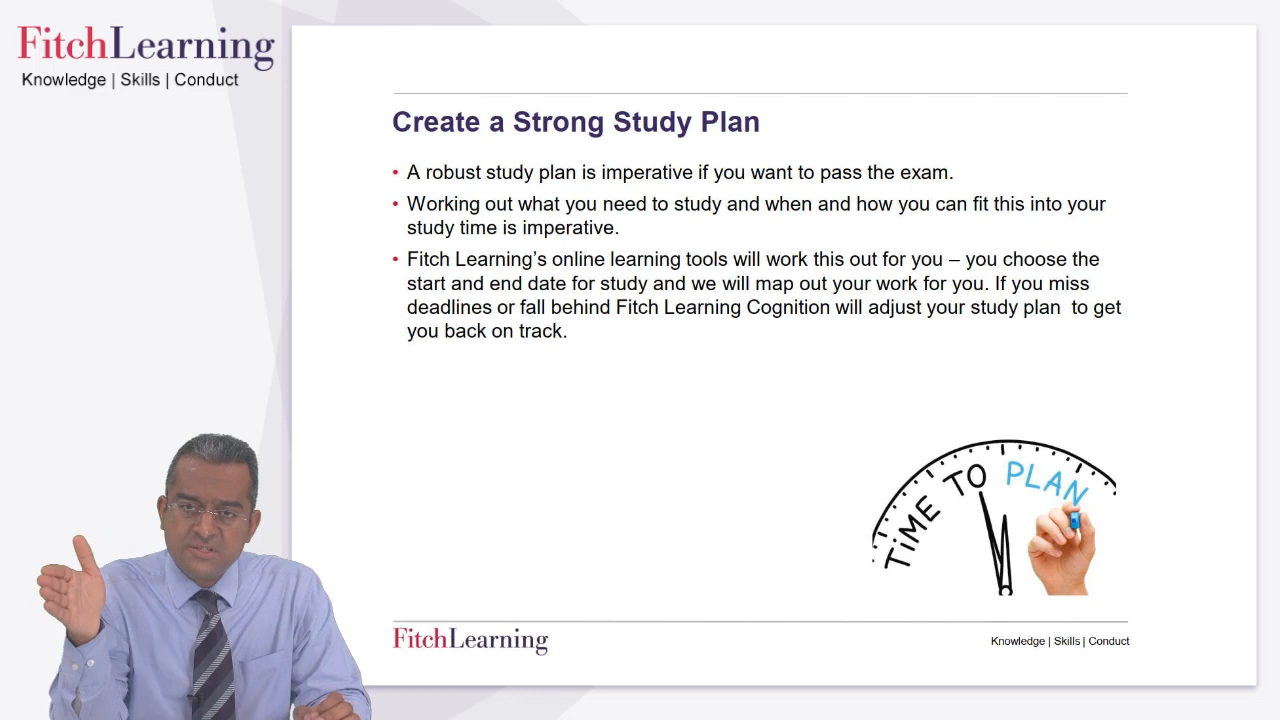 FitchLearning
Knowledge | Skills | Conduct
Create a Strong Study Plan
• A robust study plan is imperative if you want to pass the exam.
• Working out what you need to study and when and how you can fit this into your
study time is imperative.
• Fitch Learning’s online learning tools will work this out for you – you choose the
start and end date for study and we will map out your work for you. If you miss
deadlines or fall behind Fitch Learning Cognition will adjust your study plan  to get
you back on track.
TiME TO PLAN
FitchLearning
Knowledge | Skills | Conduct